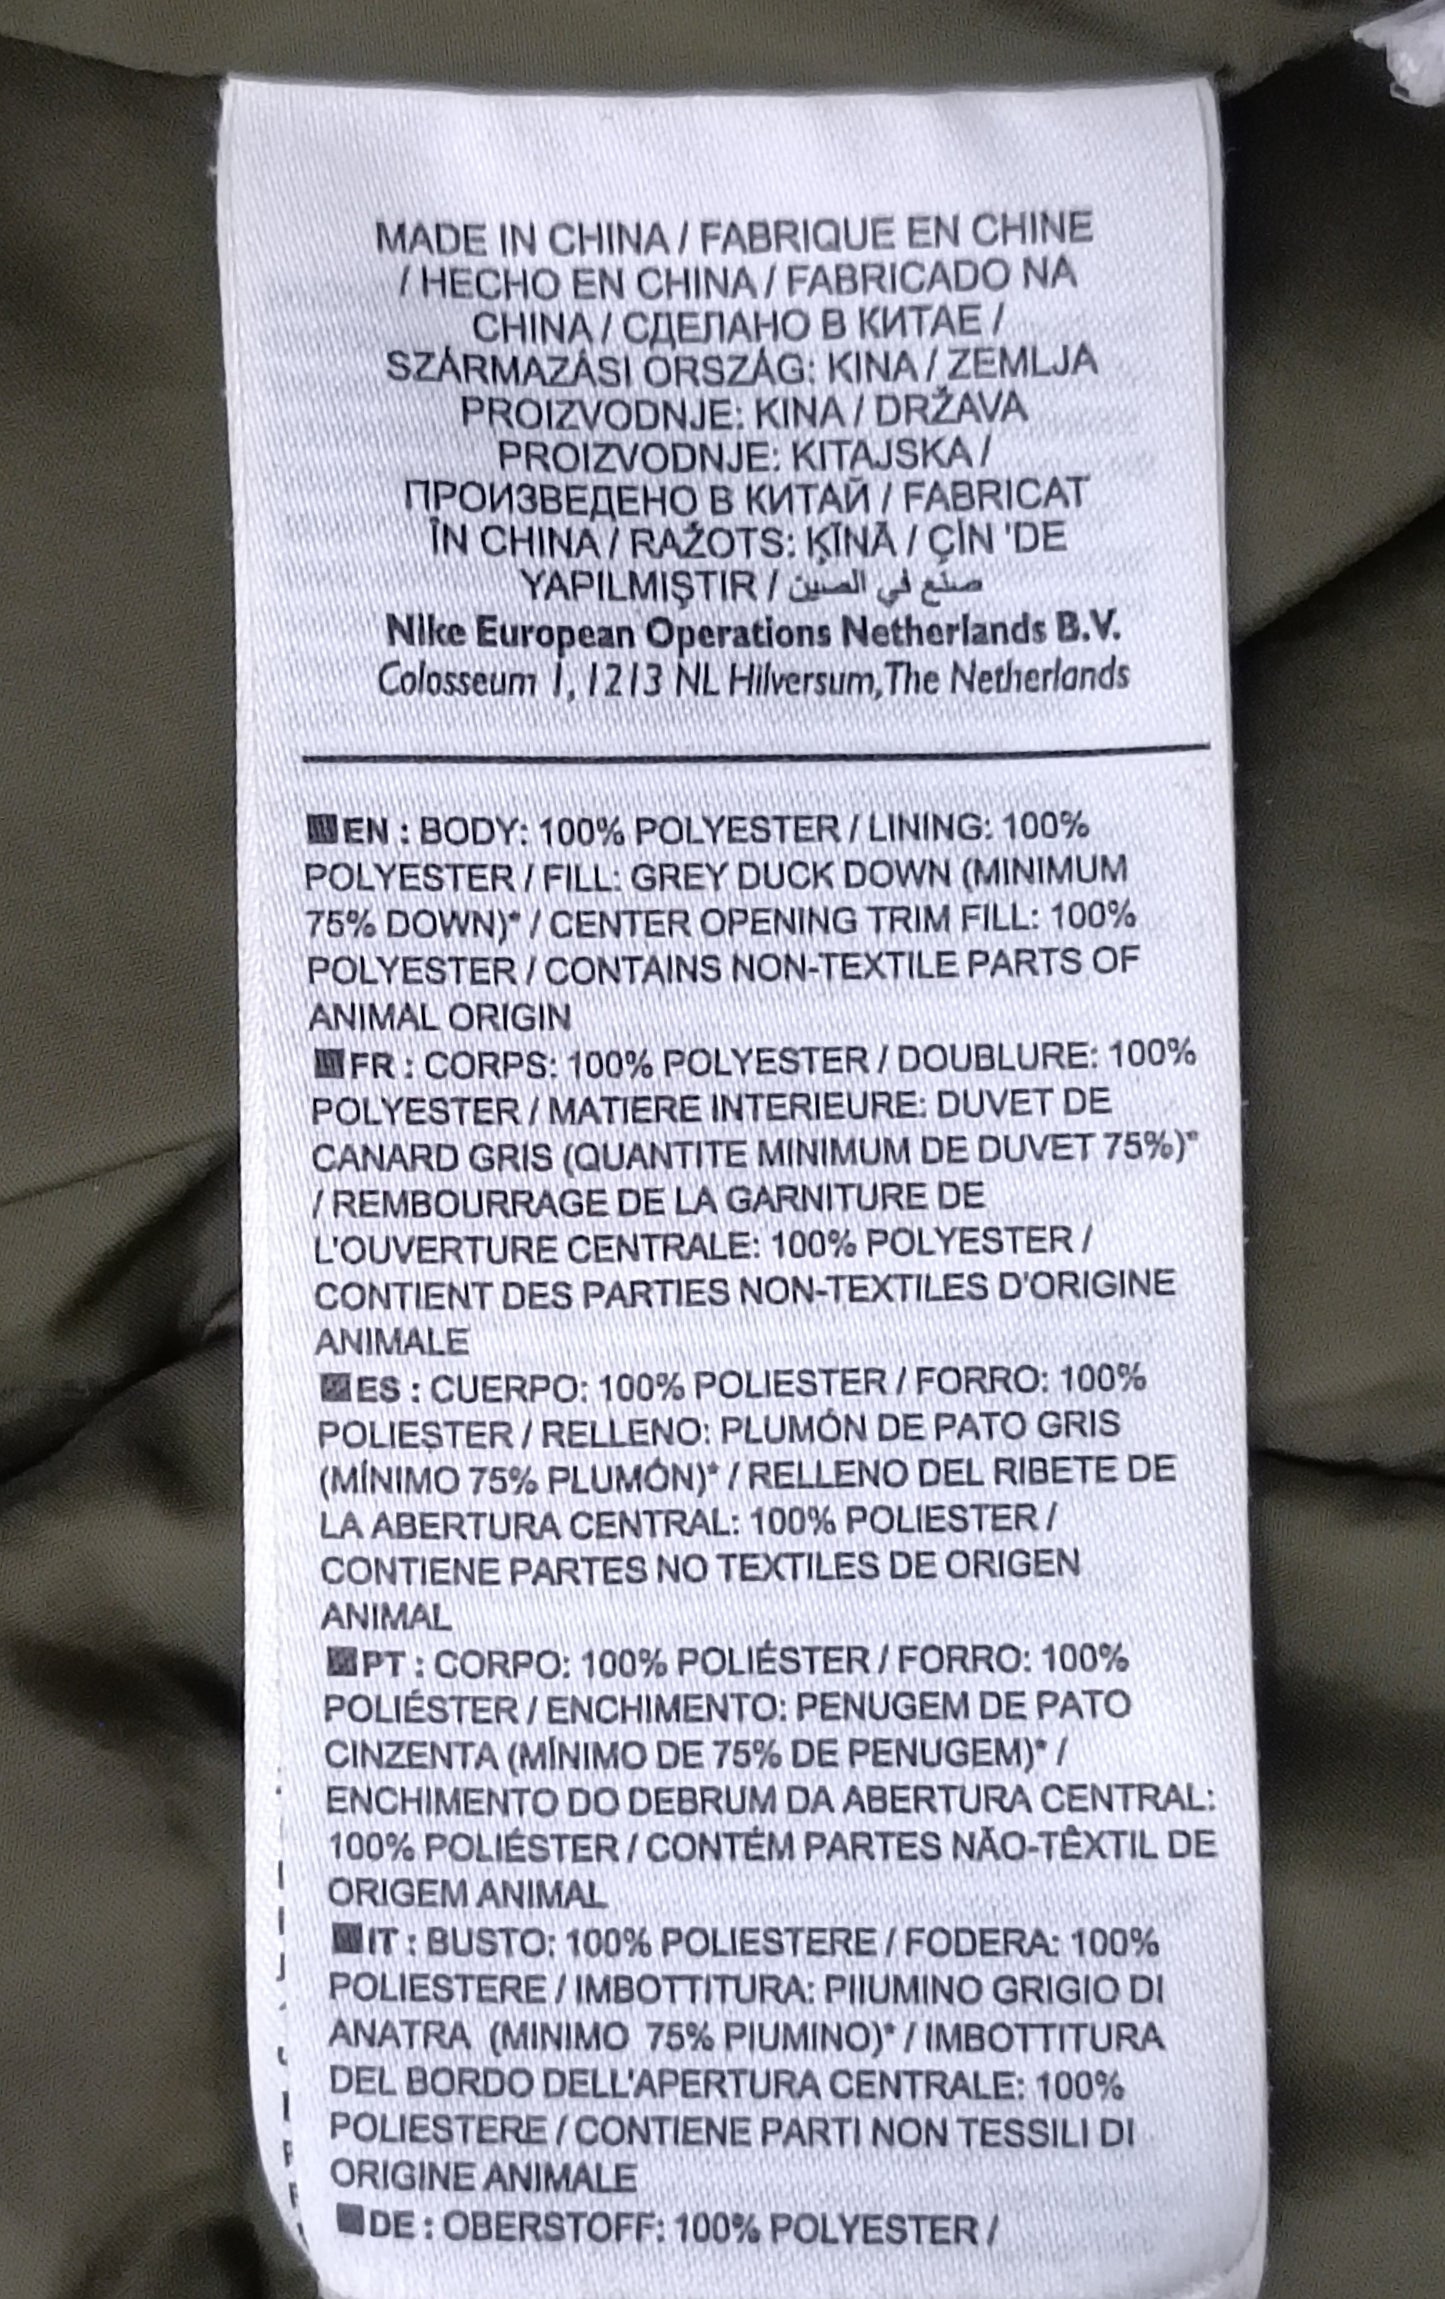 MADE IN CHINA / FABRIQUE EN CHINE
/ HECHO EN CHINA / FABRICADO NA
CHINA / СДЕЛАНО В КИТАЕ /
SZÁRMAZÁSI ORSZÁG: KINA / ZEMLJA
PROIZVODNJE: KINA / DRŽAVA
PROIZVODNJE: KITAJSKA /
ПРОИЗВЕДЕНО В КИТАЙ / FABRICAT
ÎN CHINA / RAŽOTS: ĶĪNĀ / ÇİN 'DE
YAPILMIŞTIR / صنع في الصين
Nike European Operations Netherlands B.V.
Colosseum 1, 1213 NL Hilversum, The Netherlands
EN : BODY: 100% POLYESTER / LINING: 100%
POLYESTER / FILL: GREY DUCK DOWN (MINIMUM
75% DOWN)* / CENTER OPENING TRIM FILL: 100%
POLYESTER / CONTAINS NON-TEXTILE PARTS OF
ANIMAL ORIGIN
FR : CORPS: 100% POLYESTER / DOUBLURE: 100%
POLYESTER / MATIERE INTERIEURE: DUVET DE
CANARD GRIS (QUANTITE MINIMUM DE DUVET 75%)*
/ REMBOURRAGE DE LA GARNITURE DE
L'OUVERTURE CENTRALE: 100% POLYESTER /
CONTIENT DES PARTIES NON-TEXTILES D'ORIGINE
ANIMALE
ES : CUERPO: 100% POLIESTER / FORRO: 100%
POLIESTER / RELLENO: PLUMÓN DE PATO GRIS
(MÍNIMO 75% PLUMÓN)* / RELLENO DEL RIBETE DE
LA ABERTURA CENTRAL: 100% POLIESTER /
CONTIENE PARTES NO TEXTILES DE ORIGEN
ANIMAL
PT : CORPO: 100% POLIÉSTER / FORRO: 100%
POLIÉSTER / ENCHIMENTO: PENUGEM DE PATO
CINZENTA (MÍNIMO DE 75% DE PENUGEM)* /
ENCHIMENTO DO DEBRUM DA ABERTURA CENTRAL:
100% POLIÉSTER / CONTÉM PARTES NÃO-TÊXTIL DE
ORIGEM ANIMAL
IT : BUSTO: 100% POLIESTERE / FODERA: 100%
POLIESTERE / IMBOTTITURA: PIIUMINO GRIGIO DI
ANATRA (MINIMO 75% PIUMINO)* / IMBOTTITURA
DEL BORDO DELL'APERTURA CENTRALE: 100%
POLIESTERE / CONTIENE PARTI NON TESSILI DI
ORIGINE ANIMALE
DE : OBERSTOFF: 100% POLYESTER /